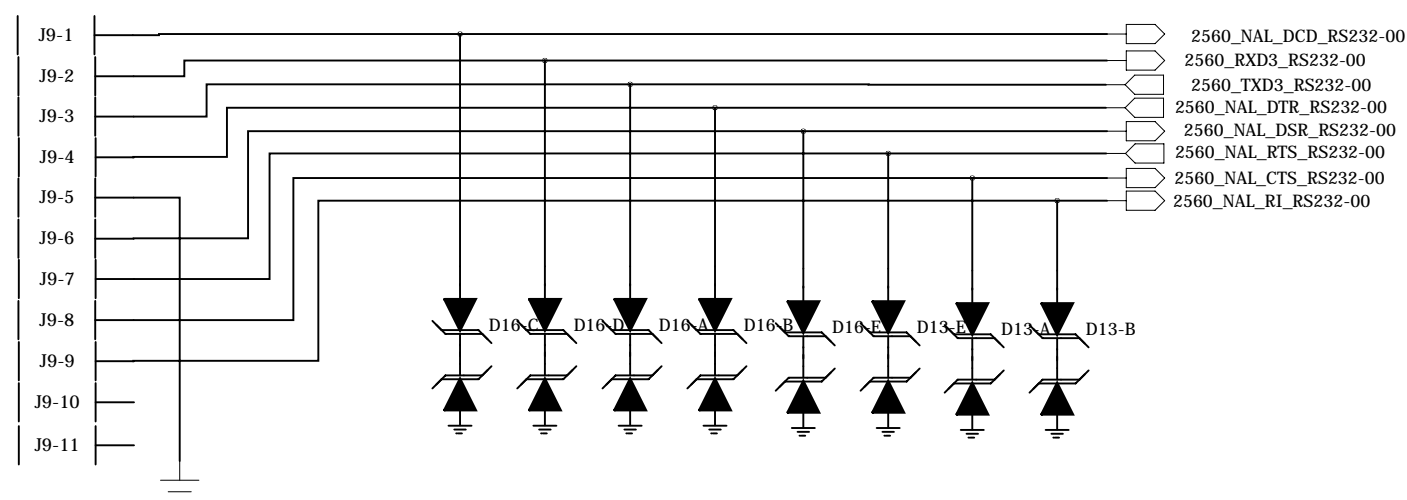 J9-1
J9-2
J9-3
J9-4
J9-5
J9-6
J9-7
J9-8
J9-9
J9-10
J9-11
2560_NAL_DCD_RS232-00
2560_RXD3_RS232-00
2560_TXD3_RS232-00
2560_NAL_DTR_RS232-00
2560_NAL_DSR_RS232-00
2560_NAL_RTS_RS232-00
2560_NAL_CTS_RS232-00
2560_NAL_RI_RS232-00
D16-C D16-D D16-A D16-B D16-E D13-E D13-A D13-B